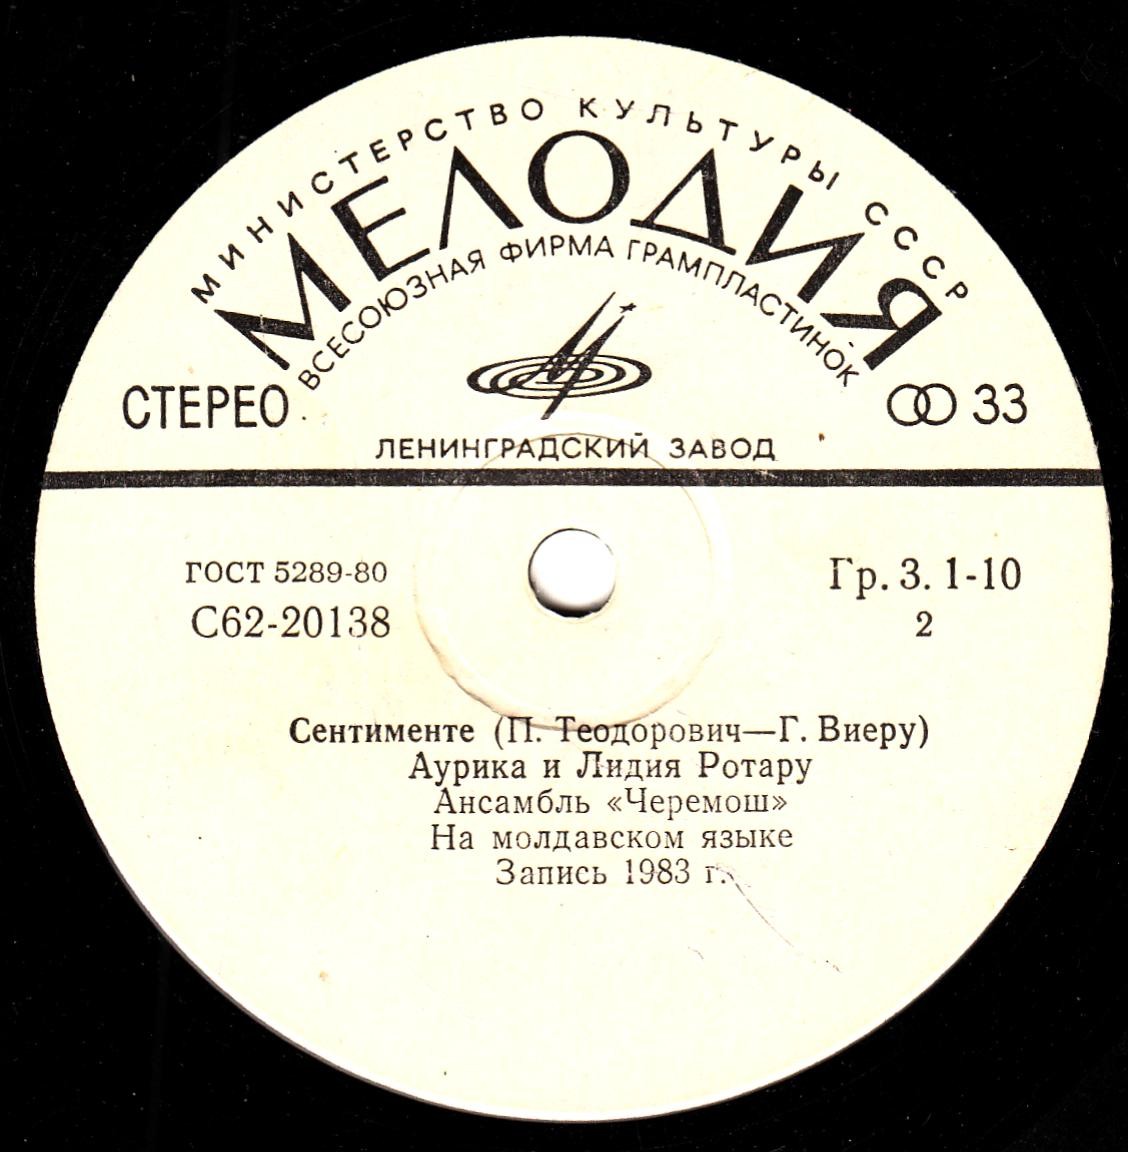 МИНИСТЕРСТВО КУЛЬТУРЫ СССР
МЕЛОДИЯ
ВСЕСОЮЗНАЯ ФИРМА ГРАМПЛАСТИНОК
СТЕРЕО
33
ЛЕНИНГРАДСКИЙ ЗАВОД
ГОСТ 5289-80
Гр. 3. 1-10
С62-20138
2
Сентименте (П. Теодорович—Г. Виеру)
Аурика и Лидия Ротару
Ансамбль «Черемош»
На молдавском языке
Запись 1983 г.